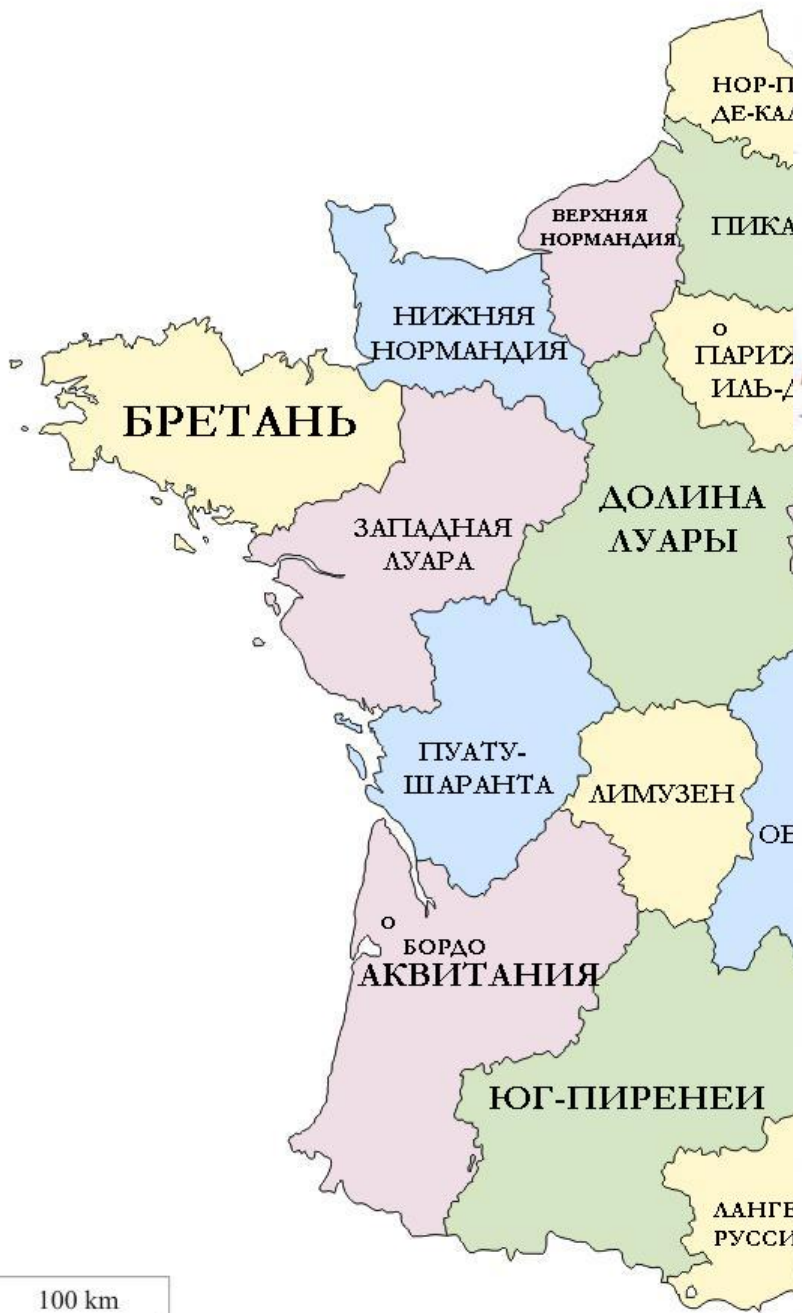 НОР-П
ДЕ-КАЛ
ВЕРХНЯЯ
НОРМАНДИЯ
ПИКА
НИЖНЯЯ
НОРМАНДИЯ
О
ПАРИЖ
ИЛЬ-Д
БРЕТАНЬ
ДОЛИНА
ЛУАРЫ
ЗАПАДНАЯ
ЛУАРА
ПУАТУ-
ШАРАНТА
ЛИМУЗЕН
ОВ
О
БОРДО
АКВИТАНИЯ
ЮГ-ПИРЕНЕИ
ЛАНГЕ
РУССИ
100 km